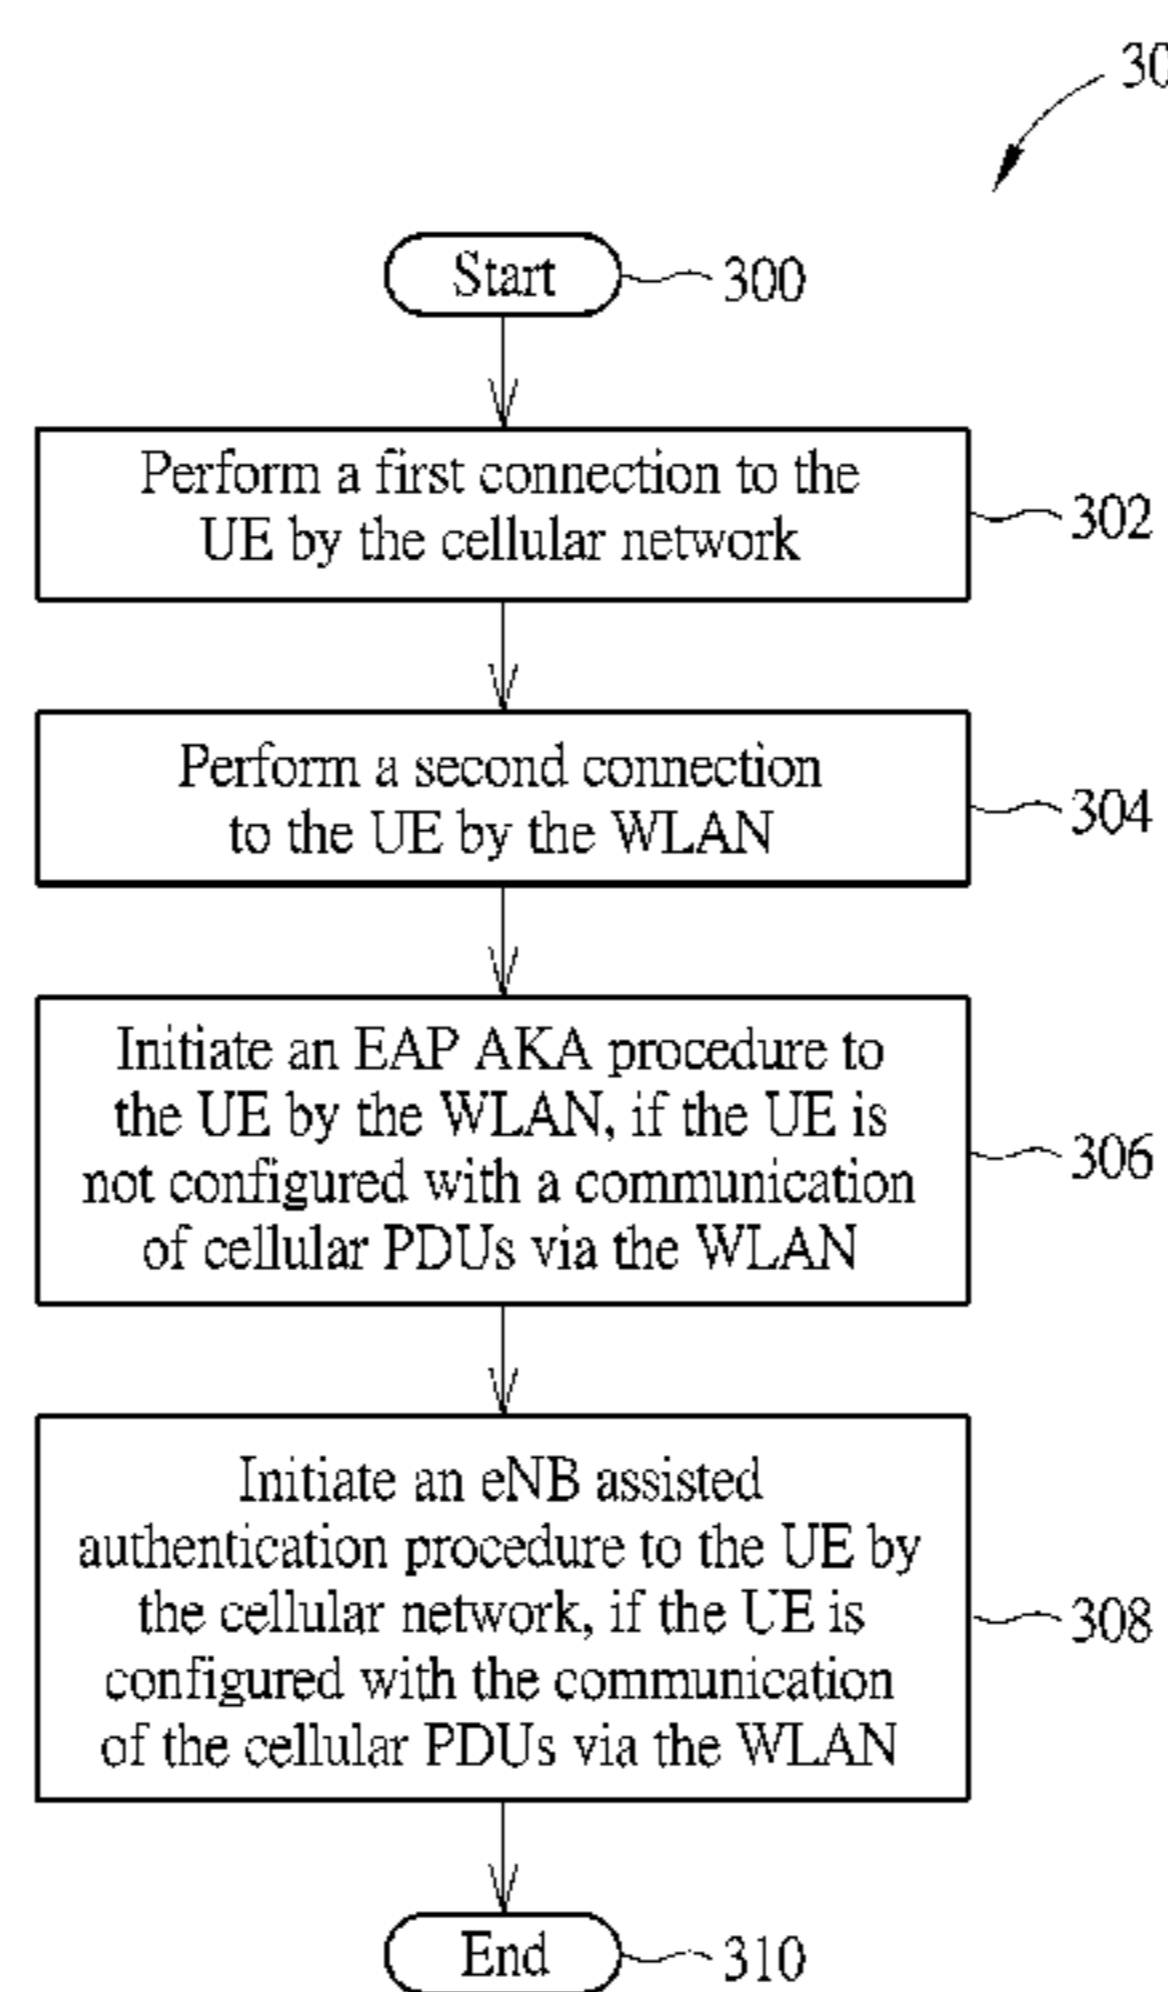 30
Start
300
Perform a first connection to the
UE by the cellular network
302
Perform a second connection
to the UE by the WLAN
304
Initiate an EAP AKA procedure to
the UE by the WLAN, if the UE is
not configured with a communication
of cellular PDUs via the WLAN
306
Initiate an eNB assisted
authentication procedure to the UE by
the cellular network, if the UE is
configured with the communication
of the cellular PDUs via the WLAN
308
End
310